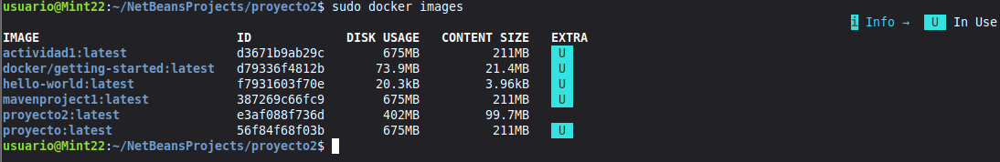 usuario@Mint22:~/NetBeansProjects/proyecto2$ sudo docker images
i Info → U In Use
IMAGE ID DISK USAGE CONTENT SIZE EXTRA
actividad1:latest d3671b9ab29c 675MB 211MB U
docker/getting-started:latest d79336f4812b 73.9MB 21.4MB U
hello-world:latest f7931603f70e 20.3kB 3.96kB U
mavenproject1:latest 387269c66fc9 675MB 211MB U
proyecto2:latest e3af088f736d 402MB 99.7MB
proyecto:latest 56f84f68f03b 675MB 211MB U
usuario@Mint22:~/NetBeansProjects/proyecto2$